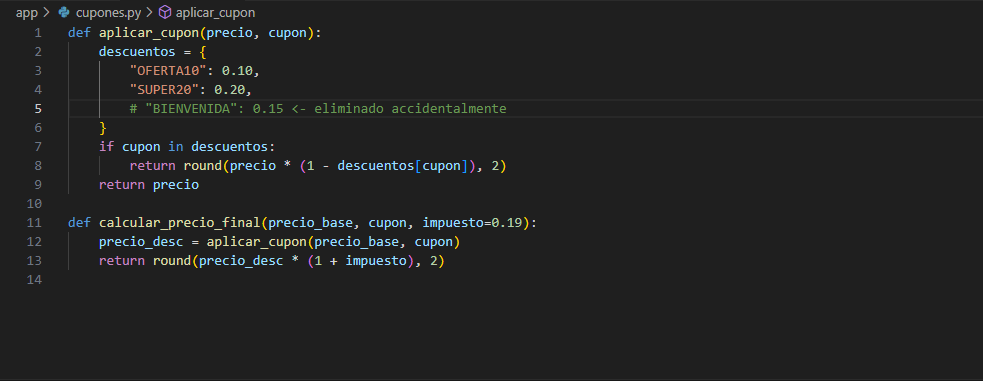 app > cupones.py > aplicar_cupon
1 def aplicar_cupon(precio, cupon):
2     descuentos = {
3         "OFERTA10": 0.10,
4         "SUPER20": 0.20,
5         # "BIENVENIDA": 0.15 <- eliminado accidentalmente
6     }
7     if cupon in descuentos:
8         return round(precio * (1 - descuentos[cupon]), 2)
9     return precio
10
11 def calcular_precio_final(precio_base, cupon, impuesto=0.19):
12     precio_desc = aplicar_cupon(precio_base, cupon)
13     return round(precio_desc * (1 + impuesto), 2)
14